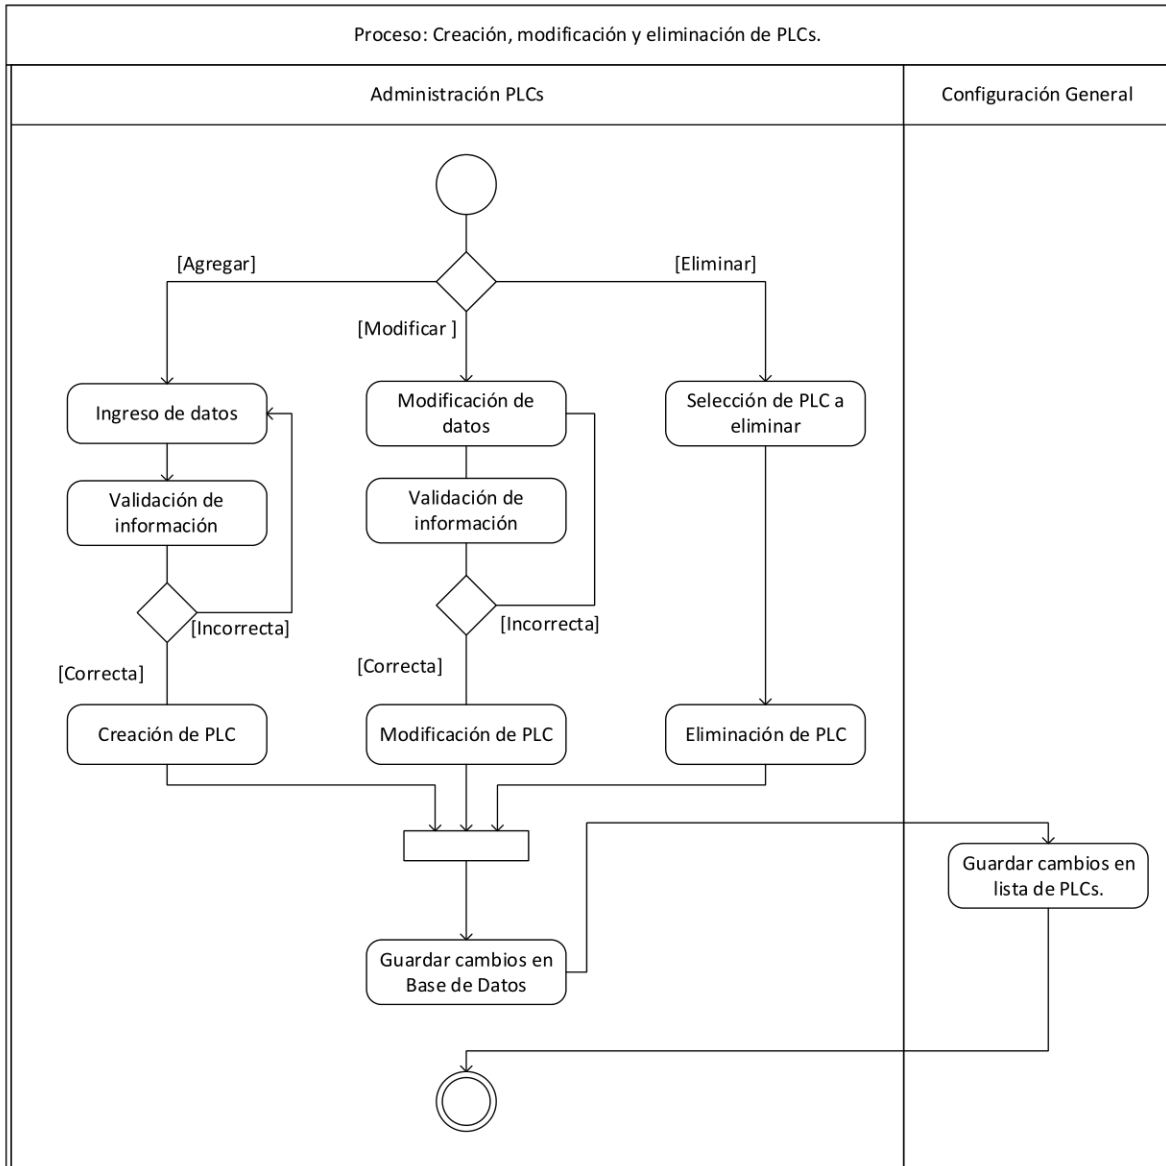 Proceso: Creación, modificación y eliminación de PLCs.
Administración PLCs
Configuración General
[Agregar]
[Eliminar]
[Modificar ]
Ingreso de datos
Modificación de
datos
Selección de PLC a
eliminar
Validación de
información
Validación de
información
[Incorrecta]
[Incorrecta]
[Correcta]
[Correcta]
Creación de PLC
Modificación de PLC
Eliminación de PLC
Guardar cambios en
lista de PLCs.
Guardar cambios en
Base de Datos